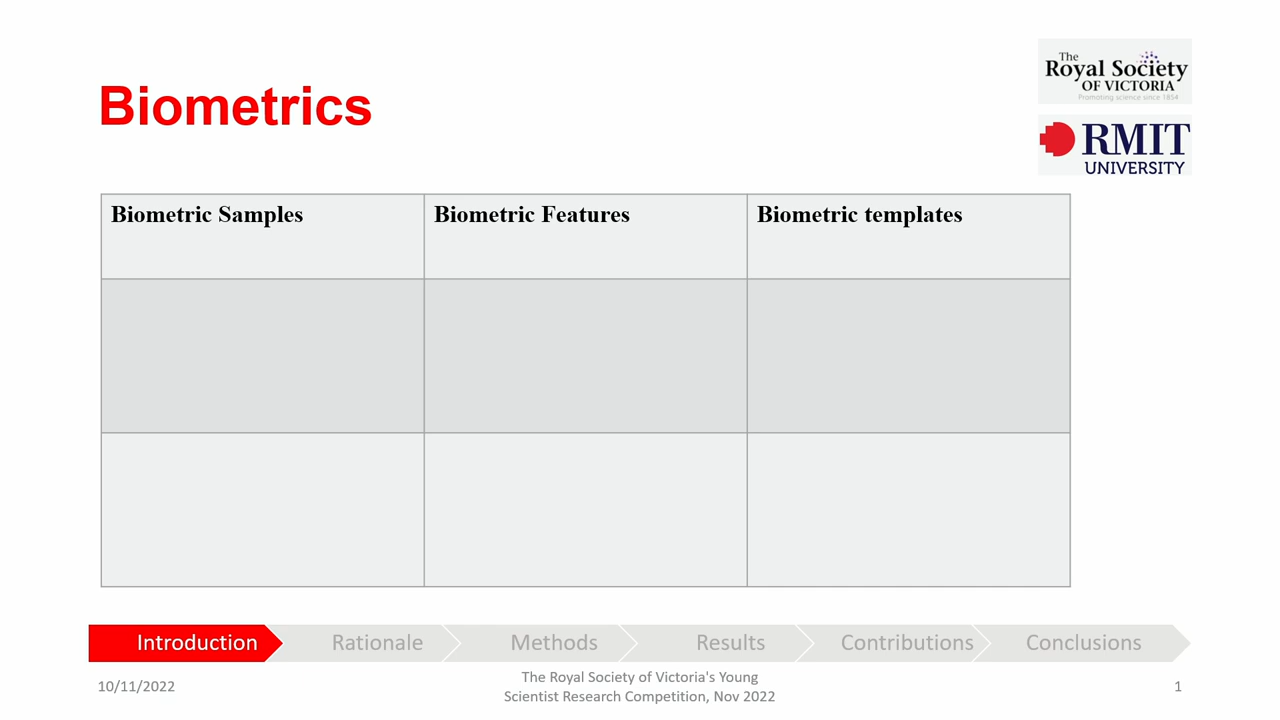 Biometrics
The
Royal Society
OF VICTORIA
Promoting science since 1854
RMIT
UNIVERSITY
Biometric Samples Biometric Features Biometric templates
Introduction Rationale Methods Results Contributions Conclusions
10/11/2022
The Royal Society of Victoria's Young
Scientist Research Competition, Nov 2022
1